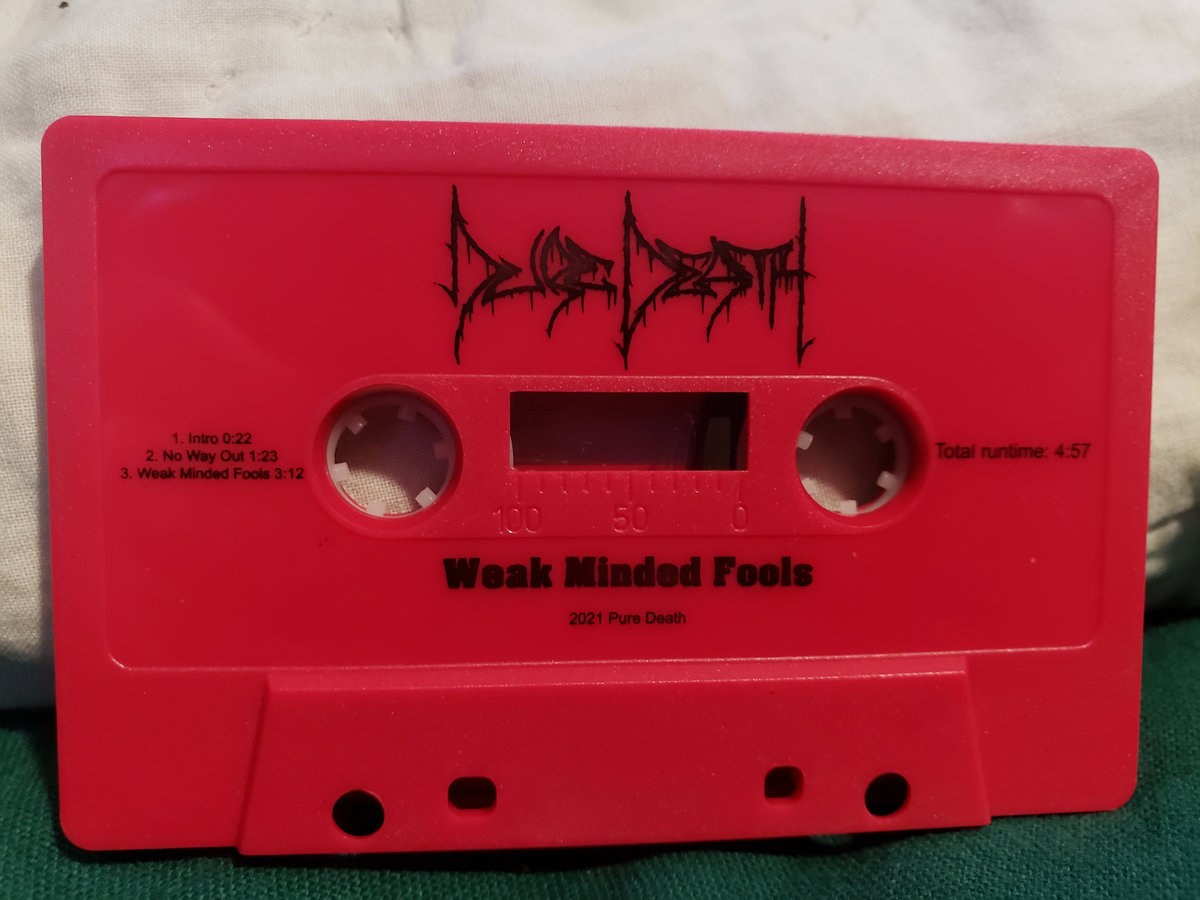 Pure Death
1. Intro 0:22
2. No Way Out 1:23
3. Weak Minded Fools 3:12
Total runtime: 4:57
100 50 0
Weak Minded Fools
2021 Pure Death